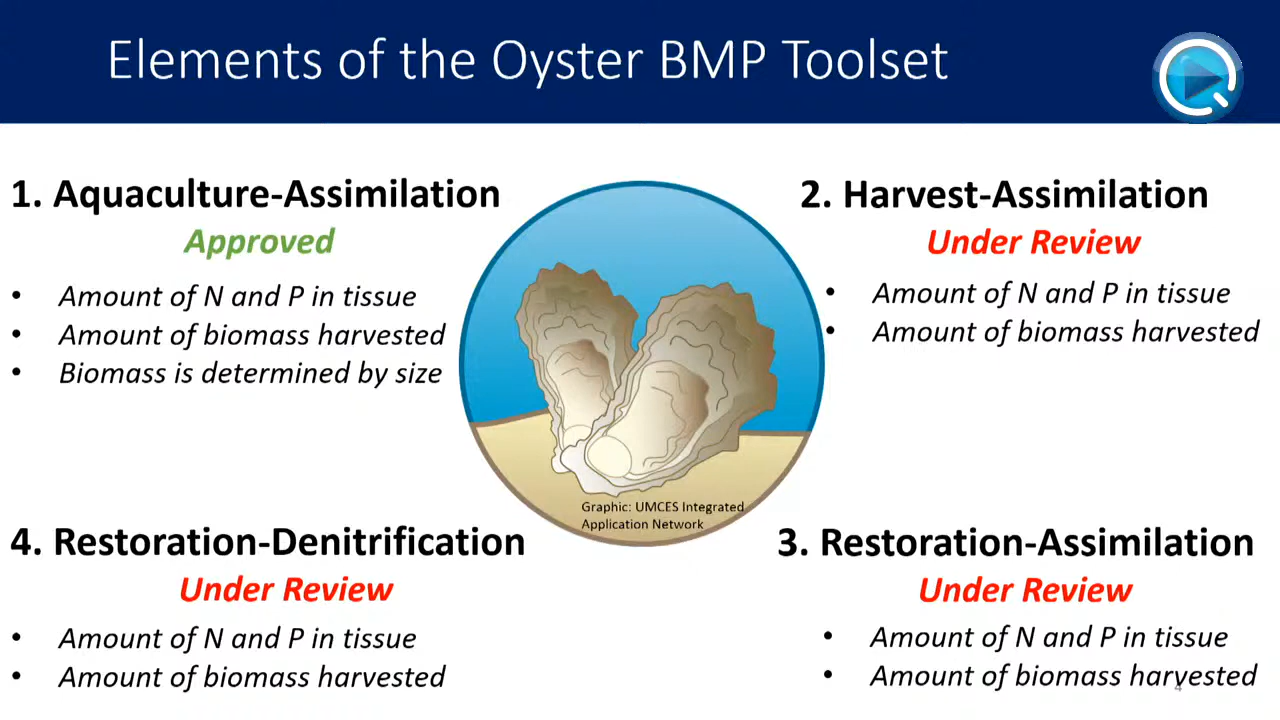 Elements of the Oyster BMP Toolset
1. Aquaculture-Assimilation
Approved
• Amount of N and P in tissue
• Amount of biomass harvested
• Biomass is determined by size
2. Harvest-Assimilation
Under Review
• Amount of N and P in tissue
• Amount of biomass harvested
Graphic: UMCES Integrated
Application Network
4. Restoration-Denitrification
Under Review
• Amount of N and P in tissue
• Amount of biomass harvested
3. Restoration-Assimilation
Under Review
• Amount of N and P in tissue
• Amount of biomass harvested
4